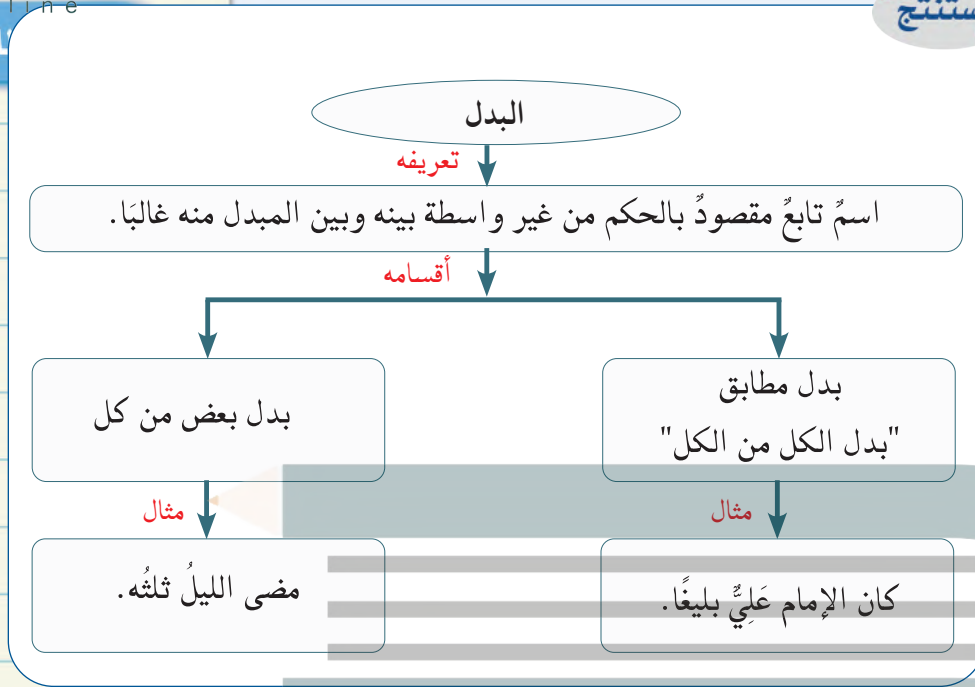 line
البدل
تعريفه
اسمٌ تابعٌ مقصودٌ بالحكم من غير واسطة بينه وبين المبدل منه غالبًا.
أقسامه
بدل مطابق
"بدل الكل من الكل"
مثال
كان الإمام عَلِيٌّ بليغًا.
بدل بعض من كل
مثال
مضى الليلُ ثلثُه.